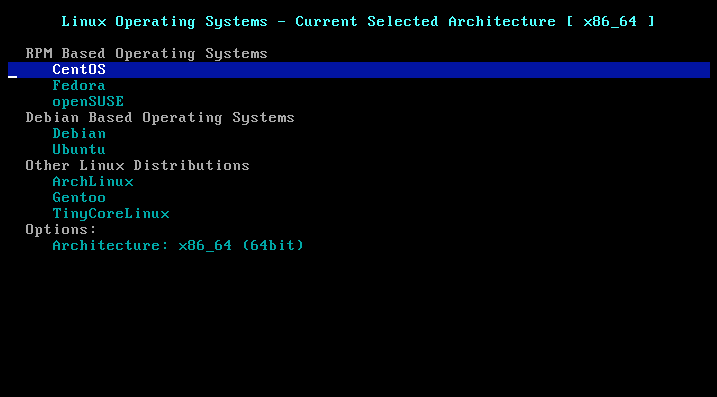 Linux Operating Systems - Current Selected Architecture [ x86_64 ]
RPM Based Operating Systems
CentOS
Fedora
openSUSE
Debian Based Operating Systems
Debian
Ubuntu
Other Linux Distributions
ArchLinux
Gentoo
TinyCoreLinux
Options:
Architecture: x86_64 (64bit)